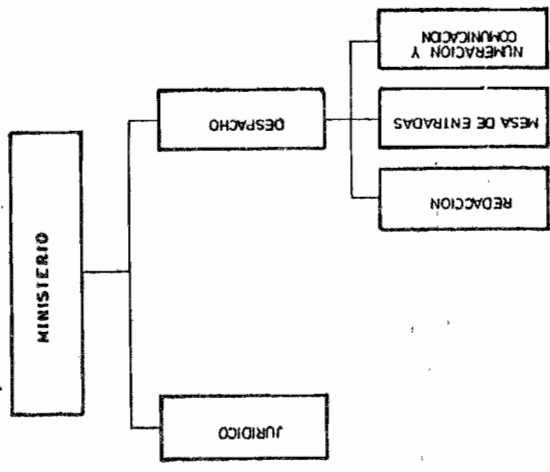 MINISTERIO
DESPACHO
JURIDICO
NUMERACION Y
COMUNICACION
MESA DE ENTRADAS
REDACCION